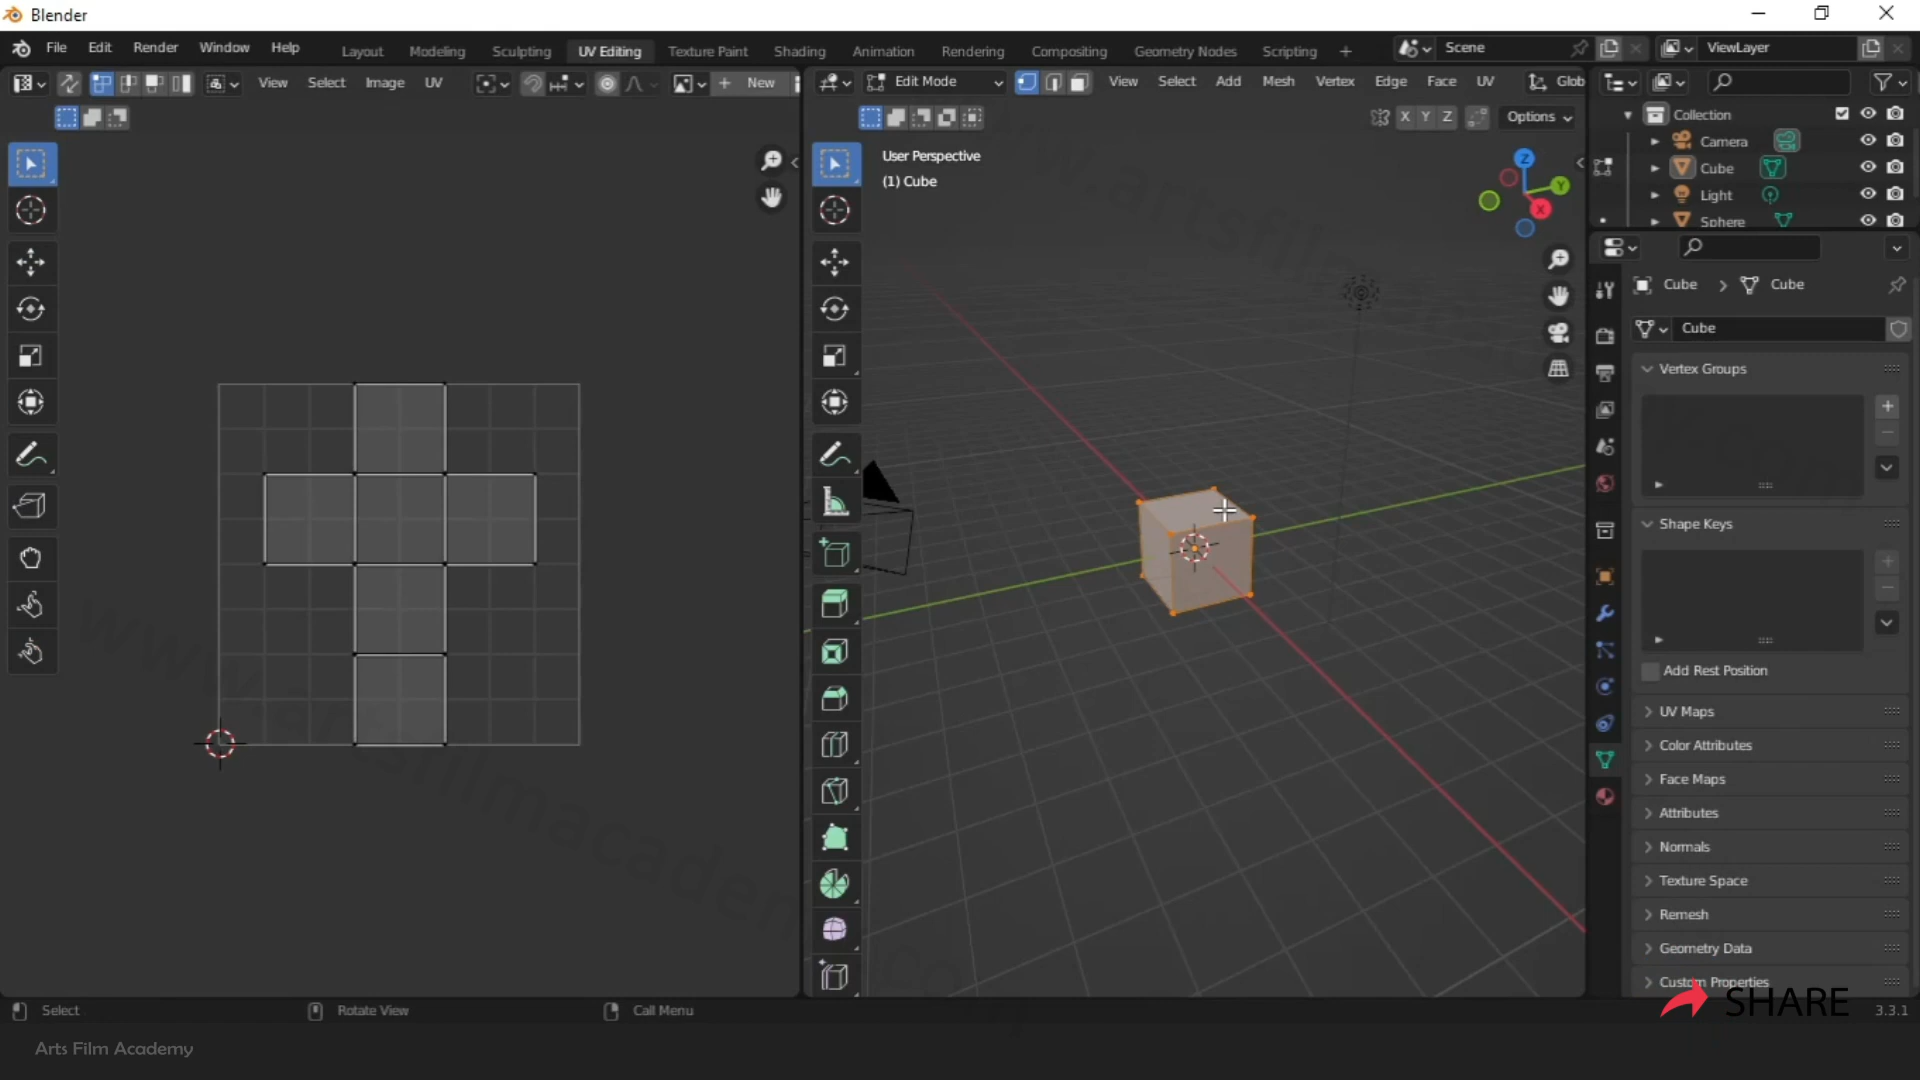 Blender
File Edit Render Window Help
Layout Modeling Sculpting UV Editing Texture Paint Shading Animation Rendering Compositing Geometry Nodes Scripting +
Scene
ViewLayer
View Select Image UV
New
Edit Mode
View Select Add Mesh Vertex Edge Face UV
Glob
X Y Z
Options
User Perspective
(1) Cube
Z
Y
X
Collection
Camera
Cube
Light
Sphere
Cube > Cube
Cube
Vertex Groups
Shape Keys
Add Rest Position
UV Maps
Color Attributes
Face Maps
Attributes
Normals
Texture Space
Remesh
Geometry Data
Custom Properties
SHARE
Select
Rotate View
Call Menu
3.3.1
Arts Film Academy